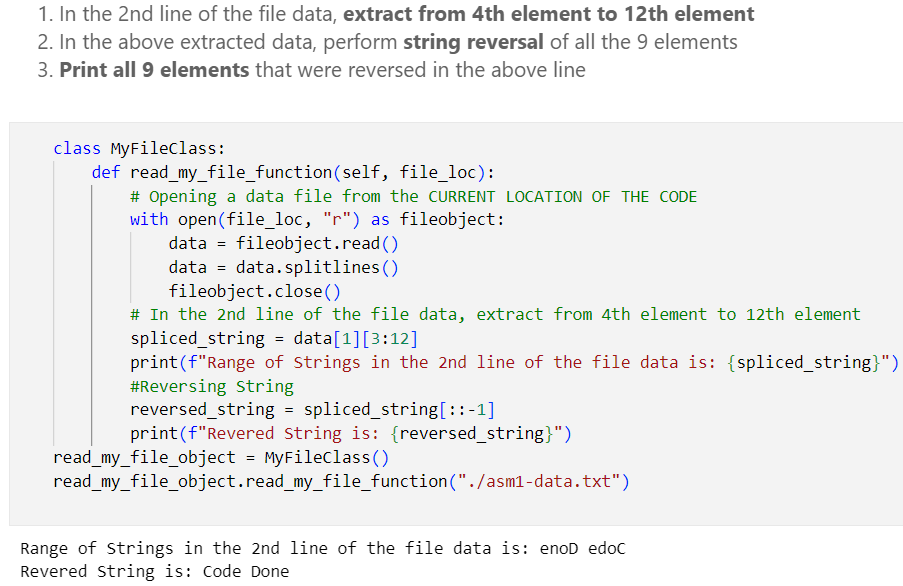 1. In the 2nd line of the file data, extract from 4th element to 12th element
2. In the above extracted data, perform string reversal of all the 9 elements
3. Print all 9 elements that were reversed in the above line
class MyFileClass:
    def read_my_file_function(self, file_loc):
        # Opening a data file from the CURRENT LOCATION OF THE CODE
        with open(file_loc, "r") as fileobject:
            data = fileobject.read()
            data = data.splitlines()
            fileobject.close()
        # In the 2nd line of the file data, extract from 4th element to 12th element
        spliced_string = data[1][3:12]
        print(f"Range of Strings in the 2nd line of the file data is: {spliced_string}")
        #Reversing String
        reversed_string = spliced_string[::-1]
        print(f"Revered String is: {reversed_string}")
read_my_file_object = MyFileClass()
read_my_file_object.read_my_file_function("./asm1-data.txt")
Range of Strings in the 2nd line of the file data is: enoD edoC
Revered String is: Code Done